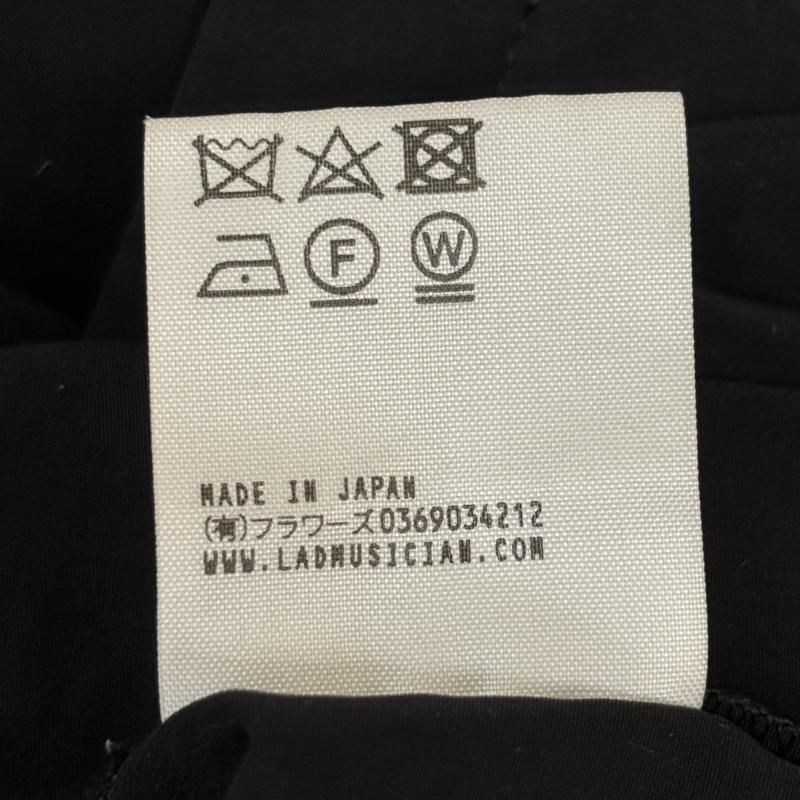 F W
MADE IN JAPAN
(有)フラワーズ0369034212
WWW.LADMUSICIAN.COM